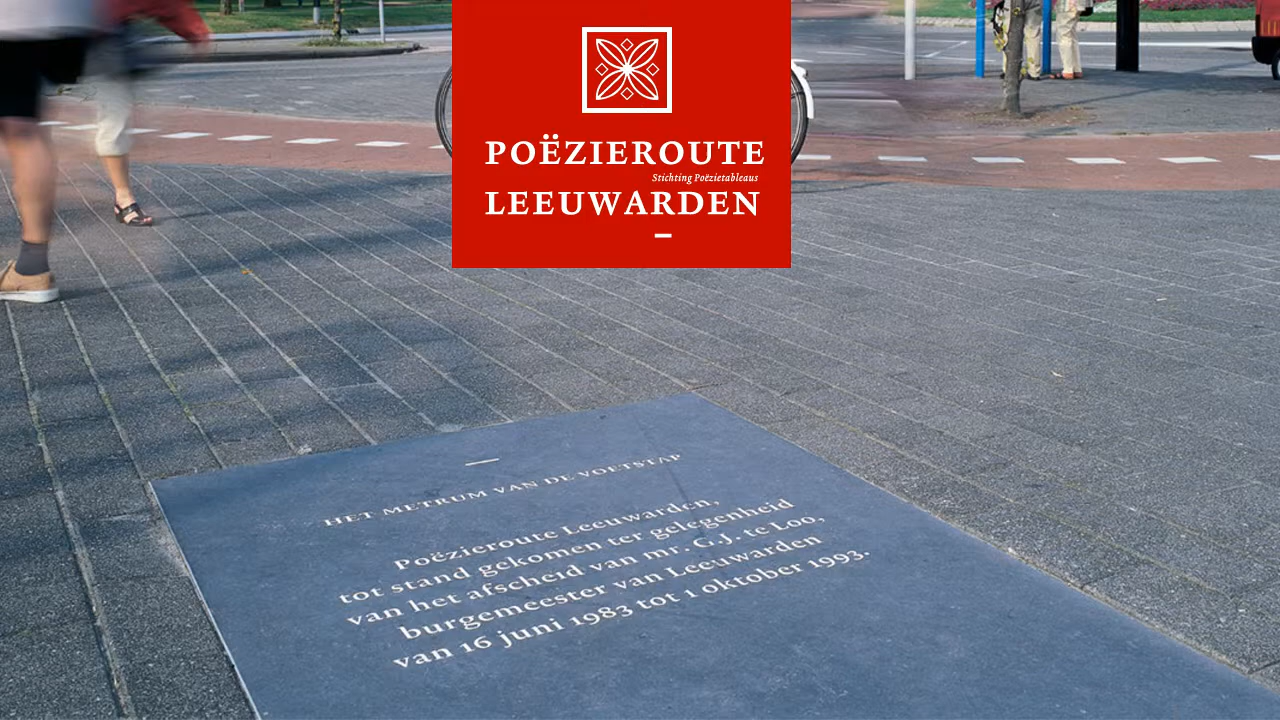 POËZIEROUTE
Stichting Poëzietableaus
LEEUWARDEN
HET METRUM VAN DE VOETSTAP
Poëzieroute Leeuwarden,
tot stand gekomen ter gelegenheid
van het afscheid van mr. G.J. te Loo,
burgemeester van Leeuwarden
van 16 juni 1983 tot 1 oktober 1993.